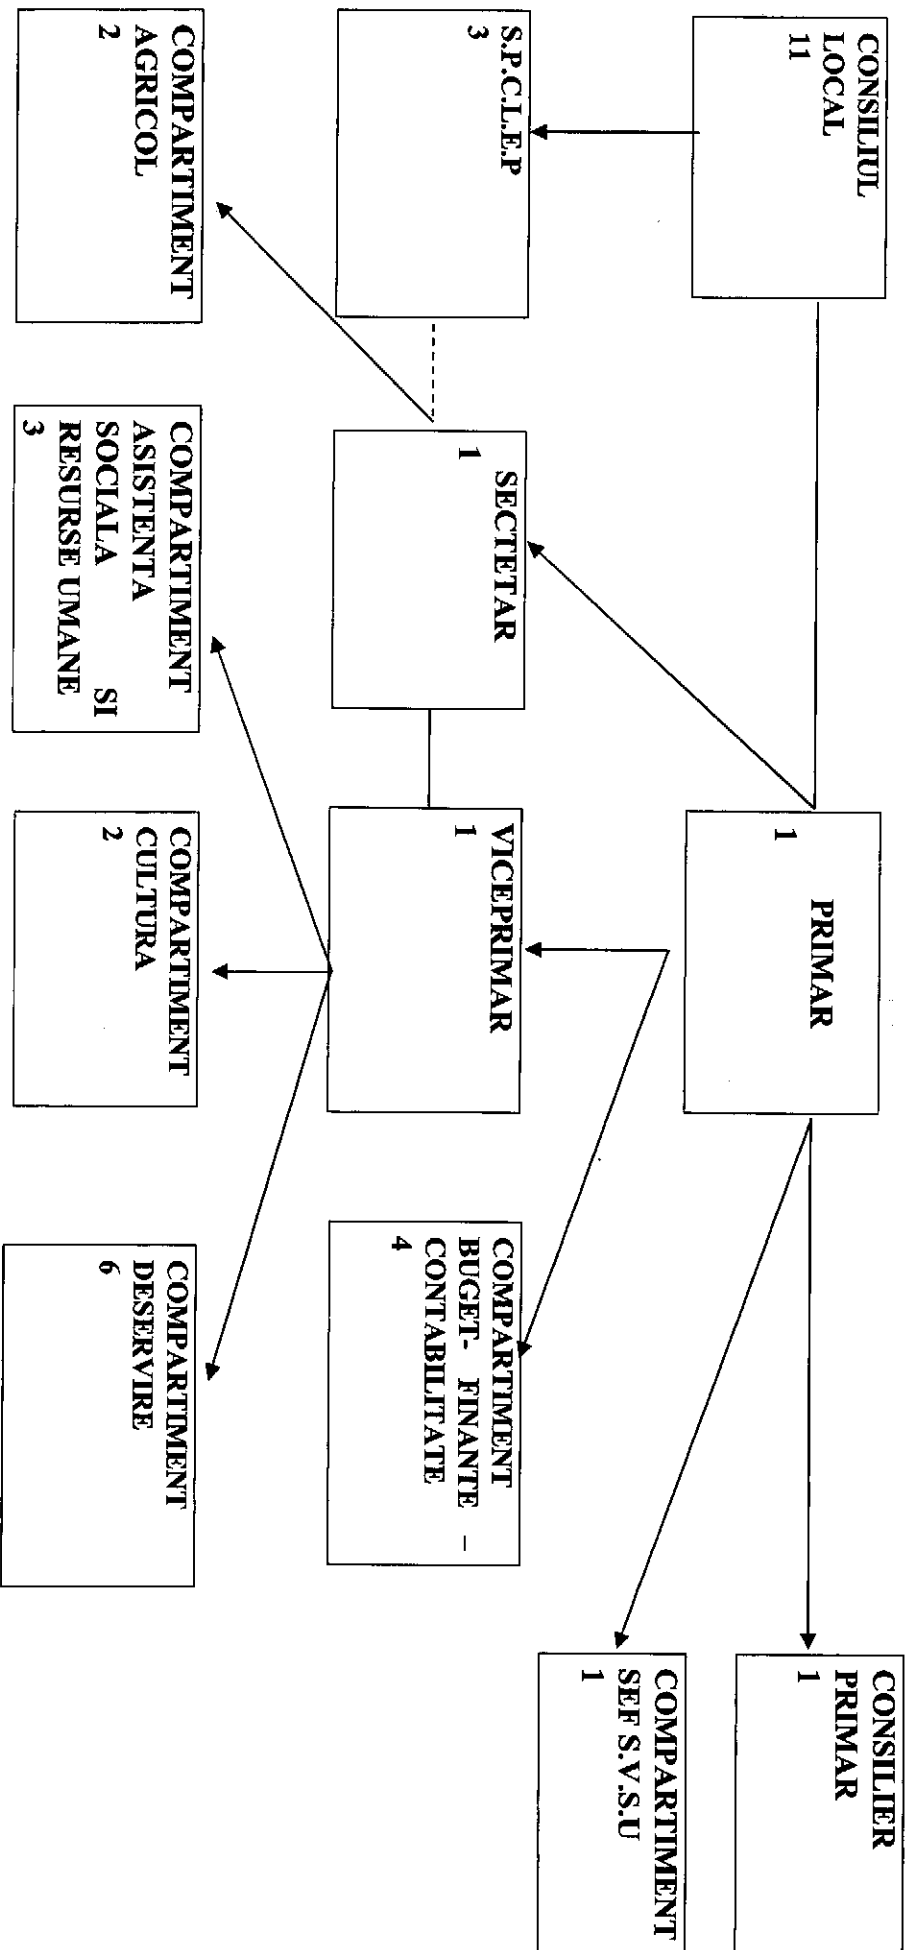 CONSILIUL
LOCAL
11
PRIMAR
1
CONSILIER
PRIMAR
1
COMPARTIMENT
SEF S.V.S.U
1
S.P.C.L.E.P
3
SECTETAR
1
VICEPRIMAR
1
COMPARTIMENT
BUGET- FINANTE –
CONTABILITATE
4
COMPARTIMENT
AGRICOL
2
COMPARTIMENT
ASISTENTA
SOCIALA SI
RESURSE UMANE
3
COMPARTIMENT
CULTURA
2
COMPARTIMENT
DESERVIRE
6